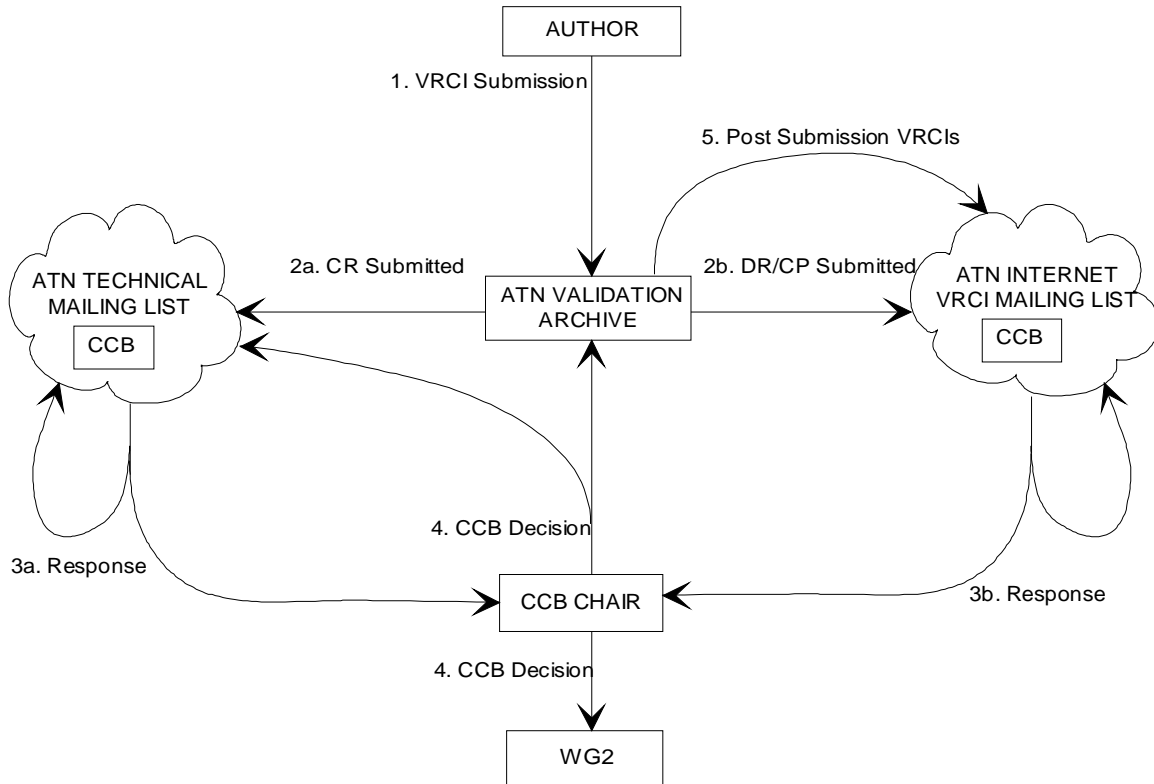 AUTHOR
1. VRCI Submission
5. Post Submission VRCIs
2a. CR Submitted
2b. DR/CP Submitted
ATN TECHNICAL
MAILING LIST
CCB
ATN VALIDATION
ARCHIVE
ATN INTERNET
VRCI MAILING LIST
CCB
4. CCB Decision
3a. Response
CCB CHAIR
3b. Response
4. CCB Decision
WG2